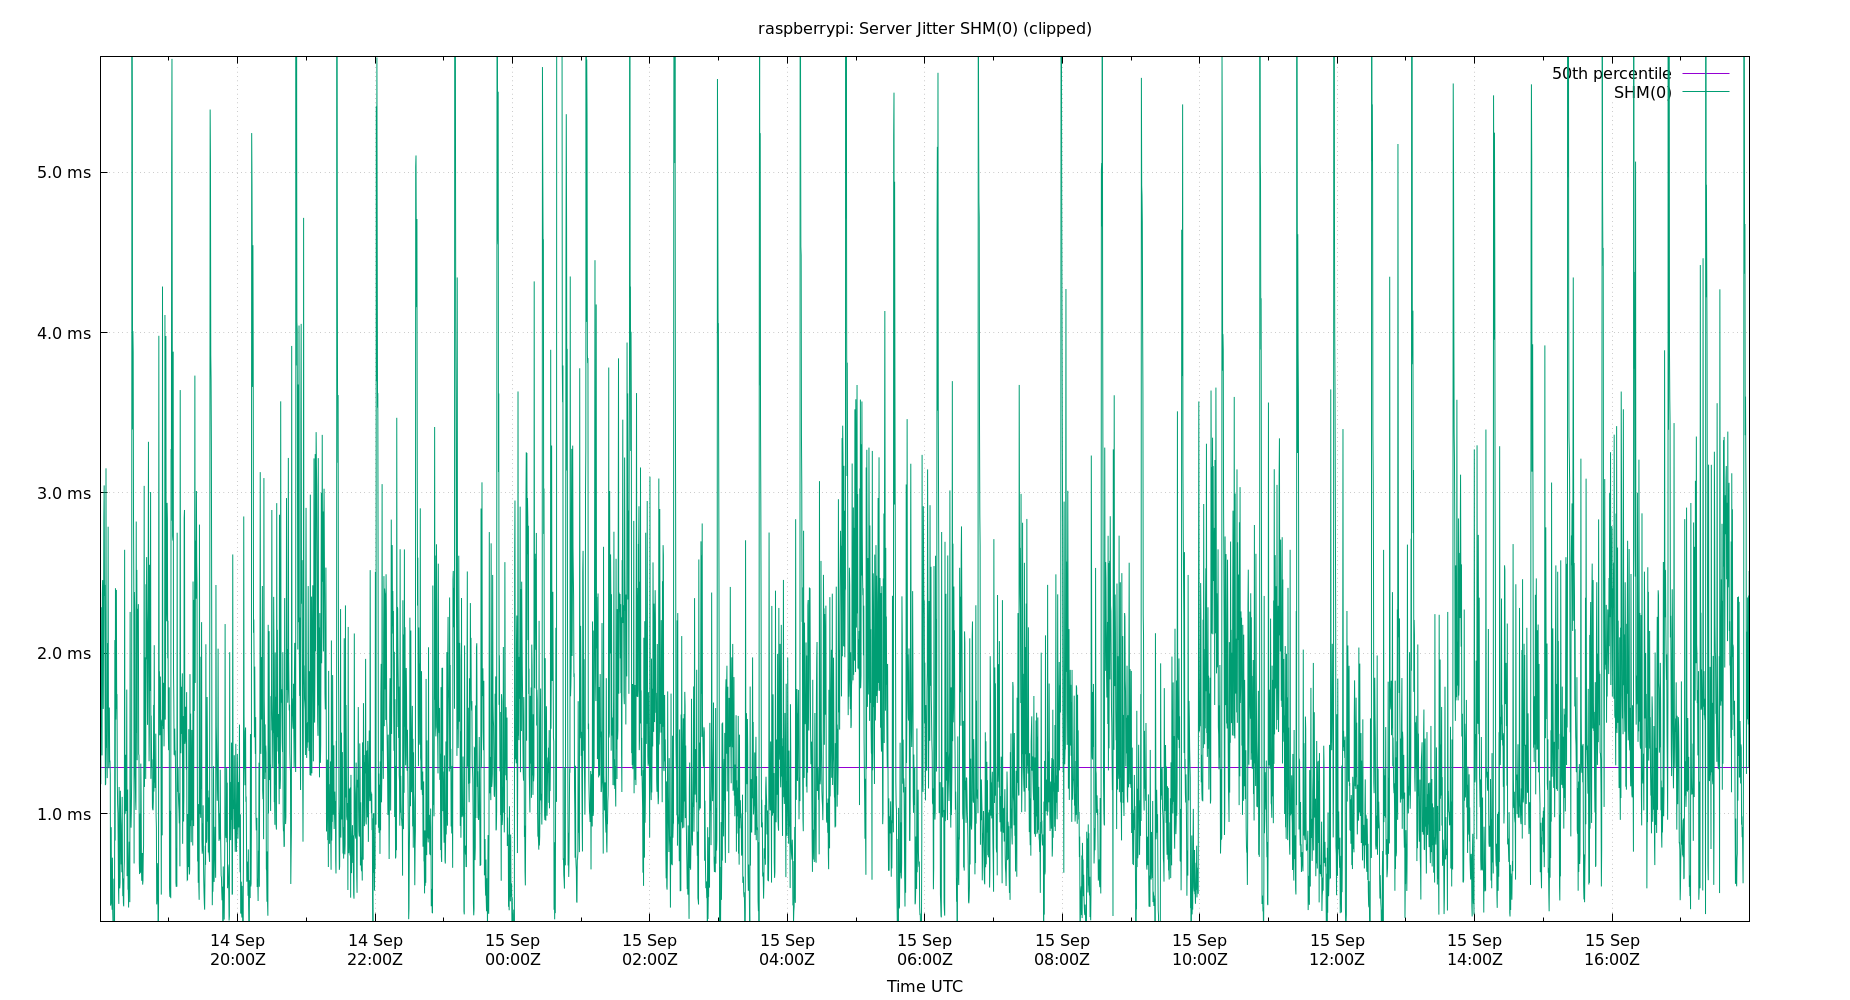 raspberrypi: Server Jitter SHM(0) (clipped)
50th percentile
SHM(0)
5.0 ms
4.0 ms
3.0 ms
2.0 ms
1.0 ms
14 Sep 14 Sep 15 Sep 15 Sep 15 Sep 15 Sep 15 Sep 15 Sep 15 Sep 15 Sep 15 Sep
20:00Z 22:00Z 00:00Z 02:00Z 04:00Z 06:00Z 08:00Z 10:00Z 12:00Z 14:00Z 16:00Z
Time UTC